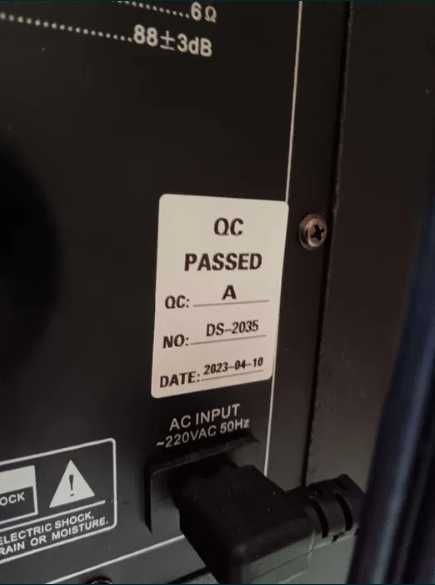 6Ω
88±3dB
QC
PASSED
QC: A
NO: DS-2035
DATE: 2023-04-10
AC INPUT
~220VAC 50Hz
OCK
ELECTRIC SHOCK,
RAIN OR MOISTURE.